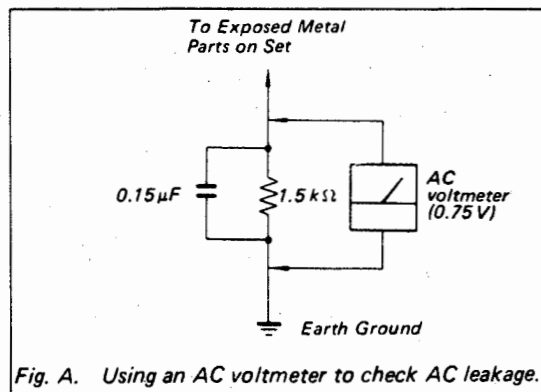 To Exposed Metal
Parts on Set
0.15μF
1.5 kΩ
AC
voltmeter
(0.75 V)
Earth Ground
Fig. A. Using an AC voltmeter to check AC leakage.